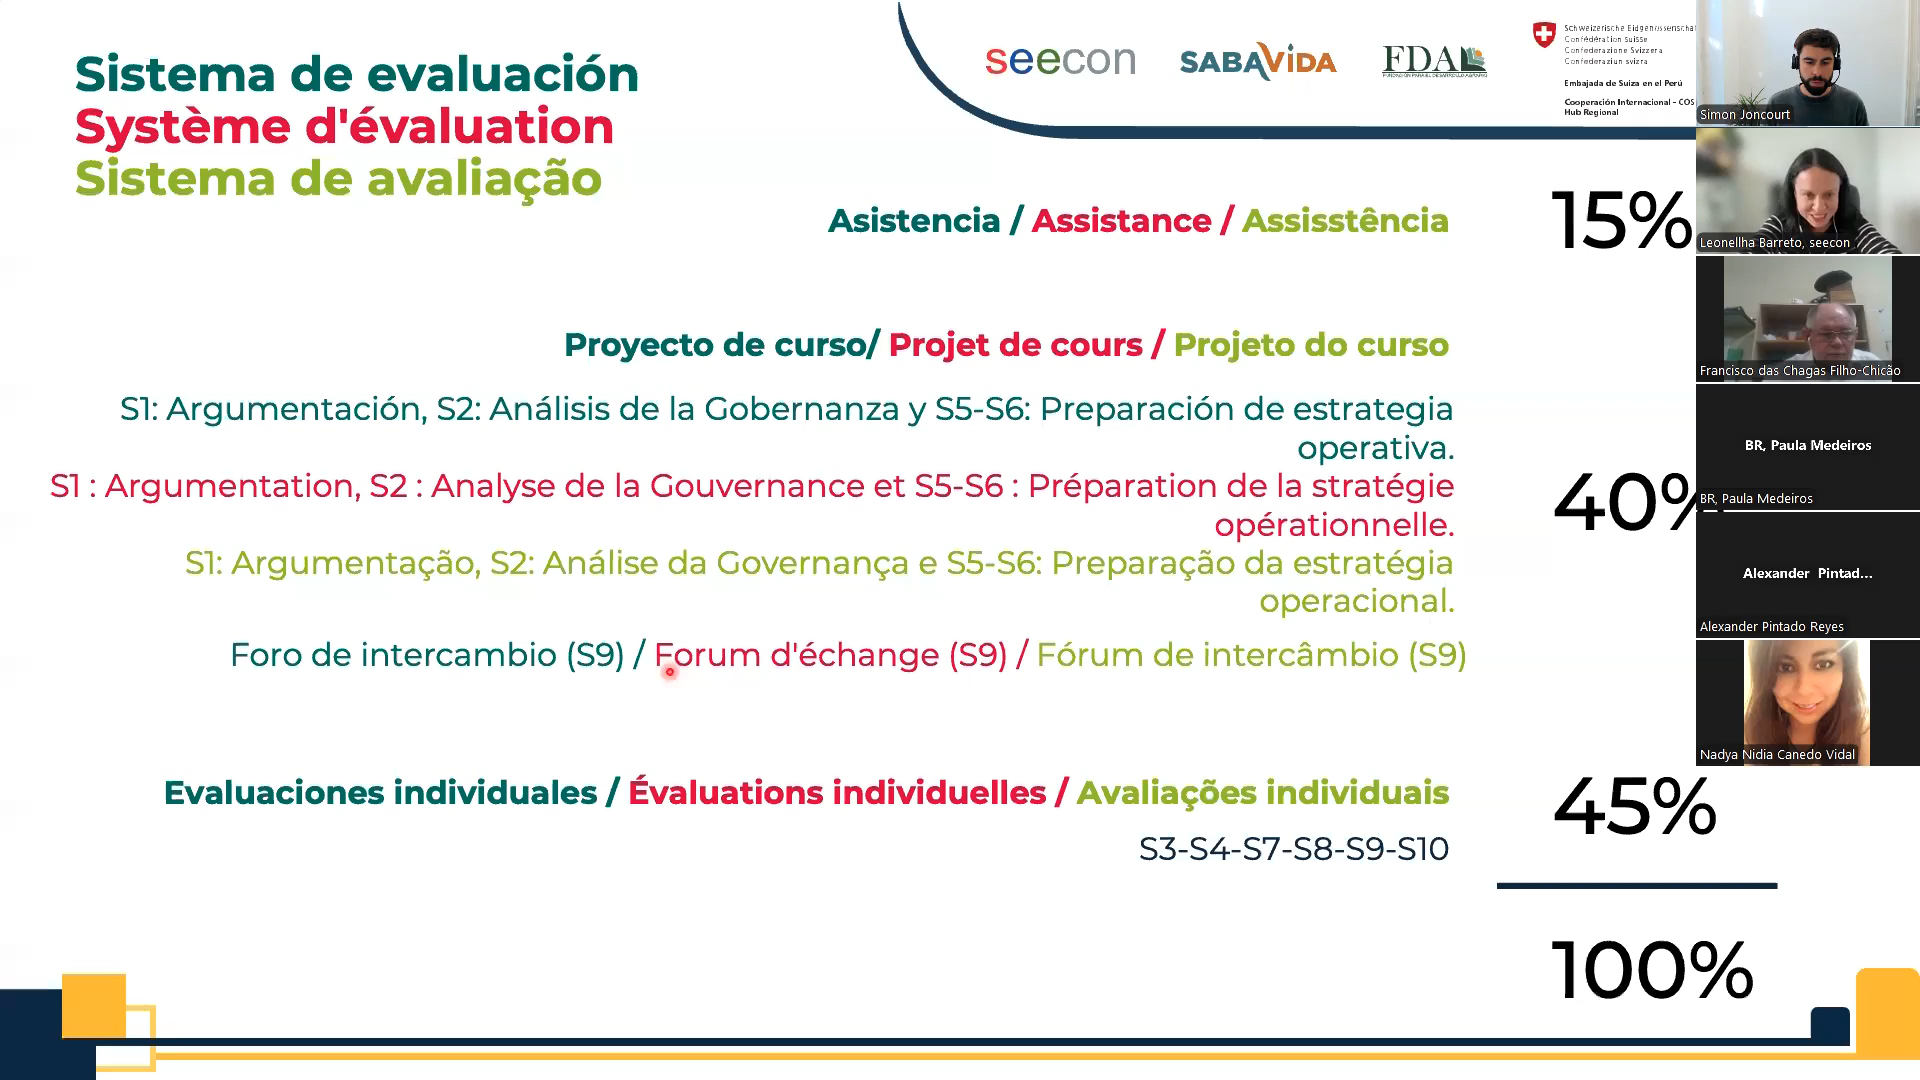 Sistema de evaluación
Système d'évaluation
Sistema de avaliação
seecon
SABAVIDA
FDA
FUNDACIÓN PARA EL DESARROLLO AGRARIO
Schweizerische Eidgenossenscha
Confédération suisse
Confederazione Svizzera
Confederaziun svizra
Embajada de Suiza en el Perú
Cooperación Internacional - COS
Hub Regional
Asistencia / Assistance / Assisstência
15%
Proyecto de curso/ Projet de cours / Projeto do curso
S1: Argumentación, S2: Análisis de la Gobernanza y S5-S6: Preparación de estrategia
operativa.
S1 : Argumentation, S2 : Analyse de la Gouvernance et S5-S6 : Préparation de la stratégie
opérationnelle.
S1: Argumentação, S2: Análise da Governança e S5-S6: Preparação da estratégia
operacional.
40%
Foro de intercambio (S9) / Forum d'échange (S9) / Fórum de intercâmbio (S9)
Evaluaciones individuales / Évaluations individuelles / Avaliações individuais
S3-S4-S7-S8-S9-S10
45%
100%
Simon Joncourt
Leonellha Barreto, seecon
Francisco das Chagas Filho-Chicão
BR, Paula Medeiros
BR, Paula Medeiros
Alexander Pintad...
Alexander Pintado Reyes
Nadya Nidia Canedo Vidal